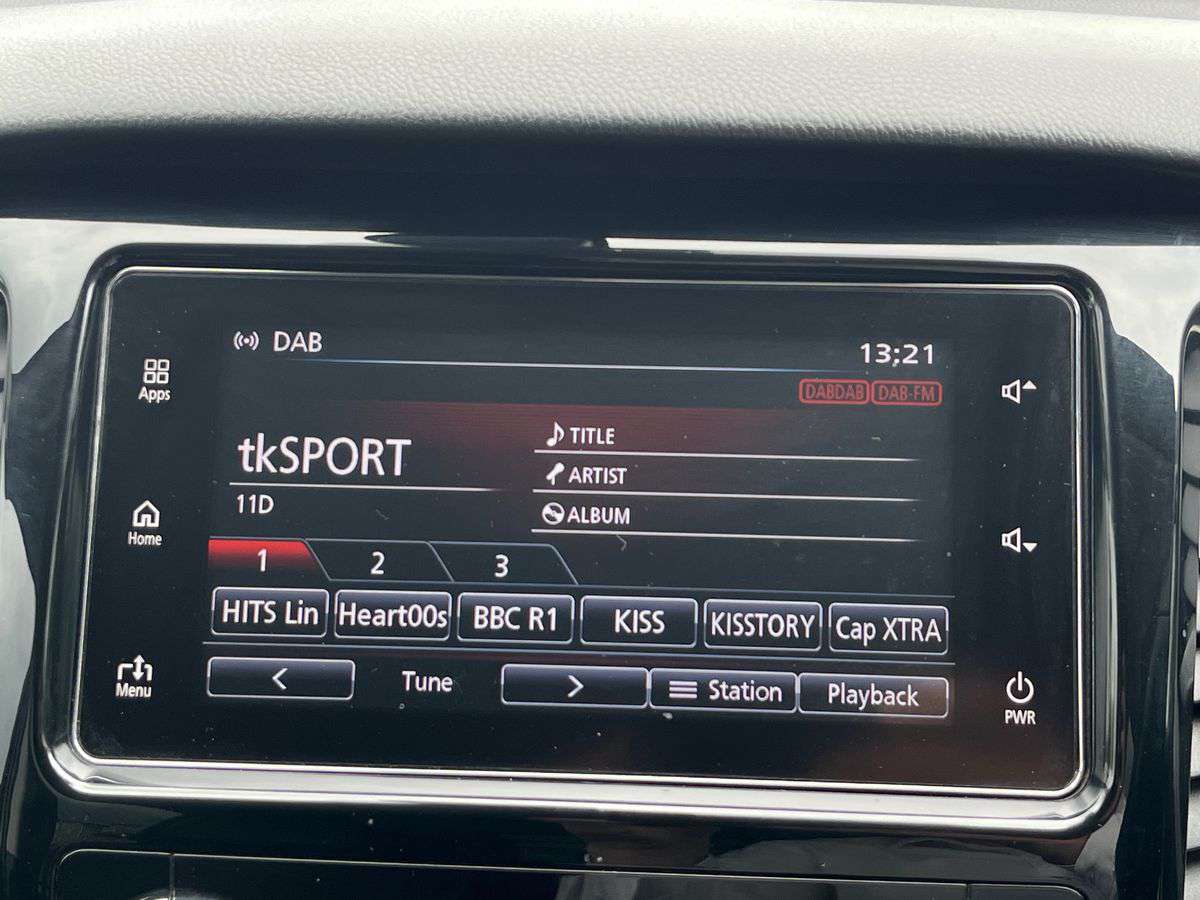 DAB
13:21
DABDAB DAB-FM
Apps
tkSPORT
11D
TITLE
ARTIST
ALBUM
Home
1 2 3
HITS Lin Heart00s BBC R1 KISS KISSTORY Cap XTRA
Menu
< Tune > Station Playback
PWR